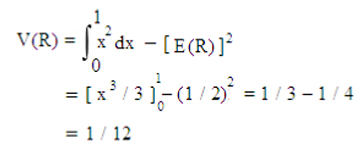 V(R) = ∫₀¹ x² dx − [E(R)]²
= [x³ / 3]₀¹ − (1 / 2)² = 1 / 3 − 1 / 4
= 1 / 12